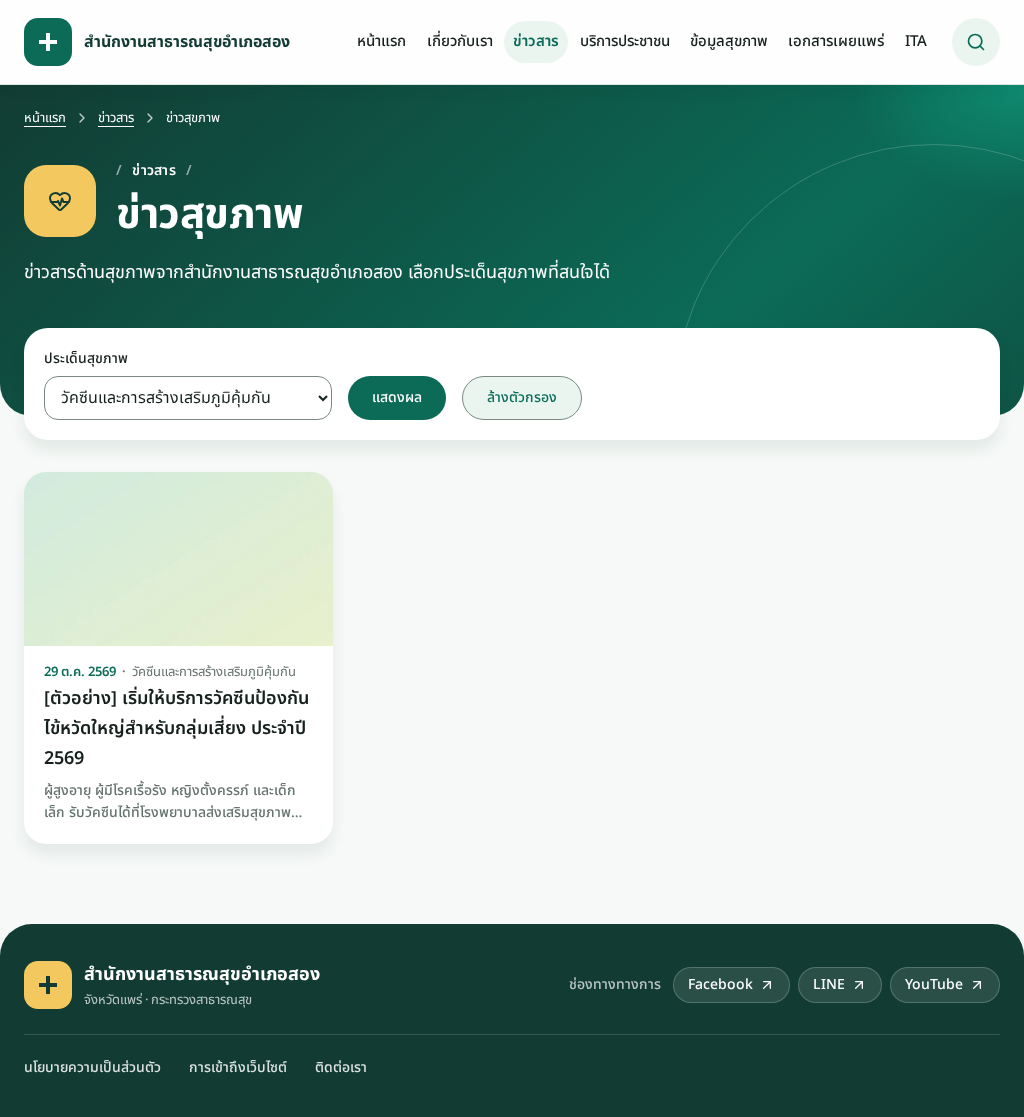 สำนักงานสาธารณสุขอำเภอสอง
หน้าแรก เกี่ยวกับเรา ข่าวสาร บริการประชาชน ข้อมูลสุขภาพ เอกสารเผยแพร่ ITA
หน้าแรก ข่าวสาร ข่าวสุขภาพ
/ ข่าวสาร /
ข่าวสุขภาพ
ข่าวสารด้านสุขภาพจากสำนักงานสาธารณสุขอำเภอสอง เลือกประเด็นสุขภาพที่สนใจได้
ประเด็นสุขภาพ
วัคซีนและการสร้างเสริมภูมิคุ้มกัน แสดงผล ล้างตัวกรอง
29 ต.ค. 2569 · วัคซีนและการสร้างเสริมภูมิคุ้มกัน
[ตัวอย่าง] เริ่มให้บริการวัคซีนป้องกัน
ไข้หวัดใหญ่สำหรับกลุ่มเสี่ยง ประจำปี
2569
ผู้สูงอายุ ผู้มีโรคเรื้อรัง หญิงตั้งครรภ์ และเด็ก
เล็ก รับวัคซีนได้ที่โรงพยาบาลส่งเสริมสุขภาพ...
สำนักงานสาธารณสุขอำเภอสอง
จังหวัดแพร่ · กระทรวงสาธารณสุข
ช่องทางทางการ Facebook LINE YouTube
นโยบายความเป็นส่วนตัว การเข้าถึงเว็บไซต์ ติดต่อเรา